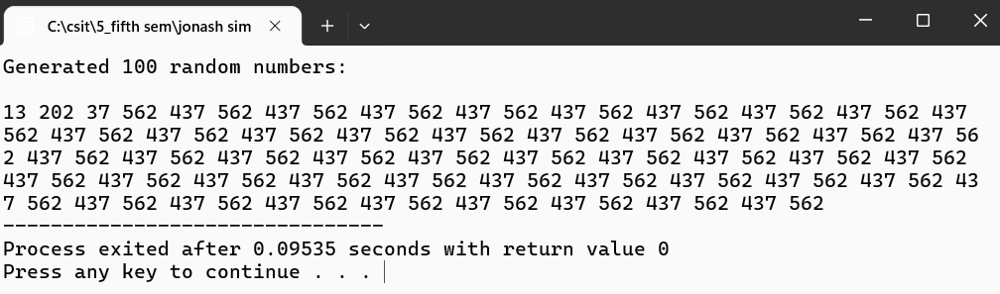 C:\csit\5_fifth sem\jonash sim
Generated 100 random numbers:
13 202 37 562 437 562 437 562 437 562 437 562 437 562 437 562 437 562 437 562 437
562 437 562 437 562 437 562 437 562 437 562 437 562 437 562 437 562 437 562 437 56
2 437 562 437 562 437 562 437 562 437 562 437 562 437 562 437 562 437 562 437 562
437 562 437 562 437 562 437 562 437 562 437 562 437 562 437 562 437 562 437 562 43
7 562 437 562 437 562 437 562 437 562 437 562 437 562 437 562 437 562
--------------------------------
Process exited after 0.09535 seconds with return value 0
Press any key to continue . . .